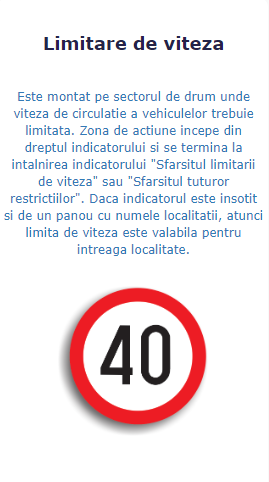 Limitare de viteza
Este montat pe sectorul de drum unde
viteza de circulatie a vehiculelor trebuie
limitata. Zona de actiune incepe din
dreptul indicatorului si se termina la
intalnirea indicatorului "Sfarsitul limitarii
de viteza" sau "Sfarsitul tuturor
restrictiilor". Daca indicatorul este insotit
si de un panou cu numele localitatii, atunci
limita de viteza este valabila pentru
intreaga localitate.
40